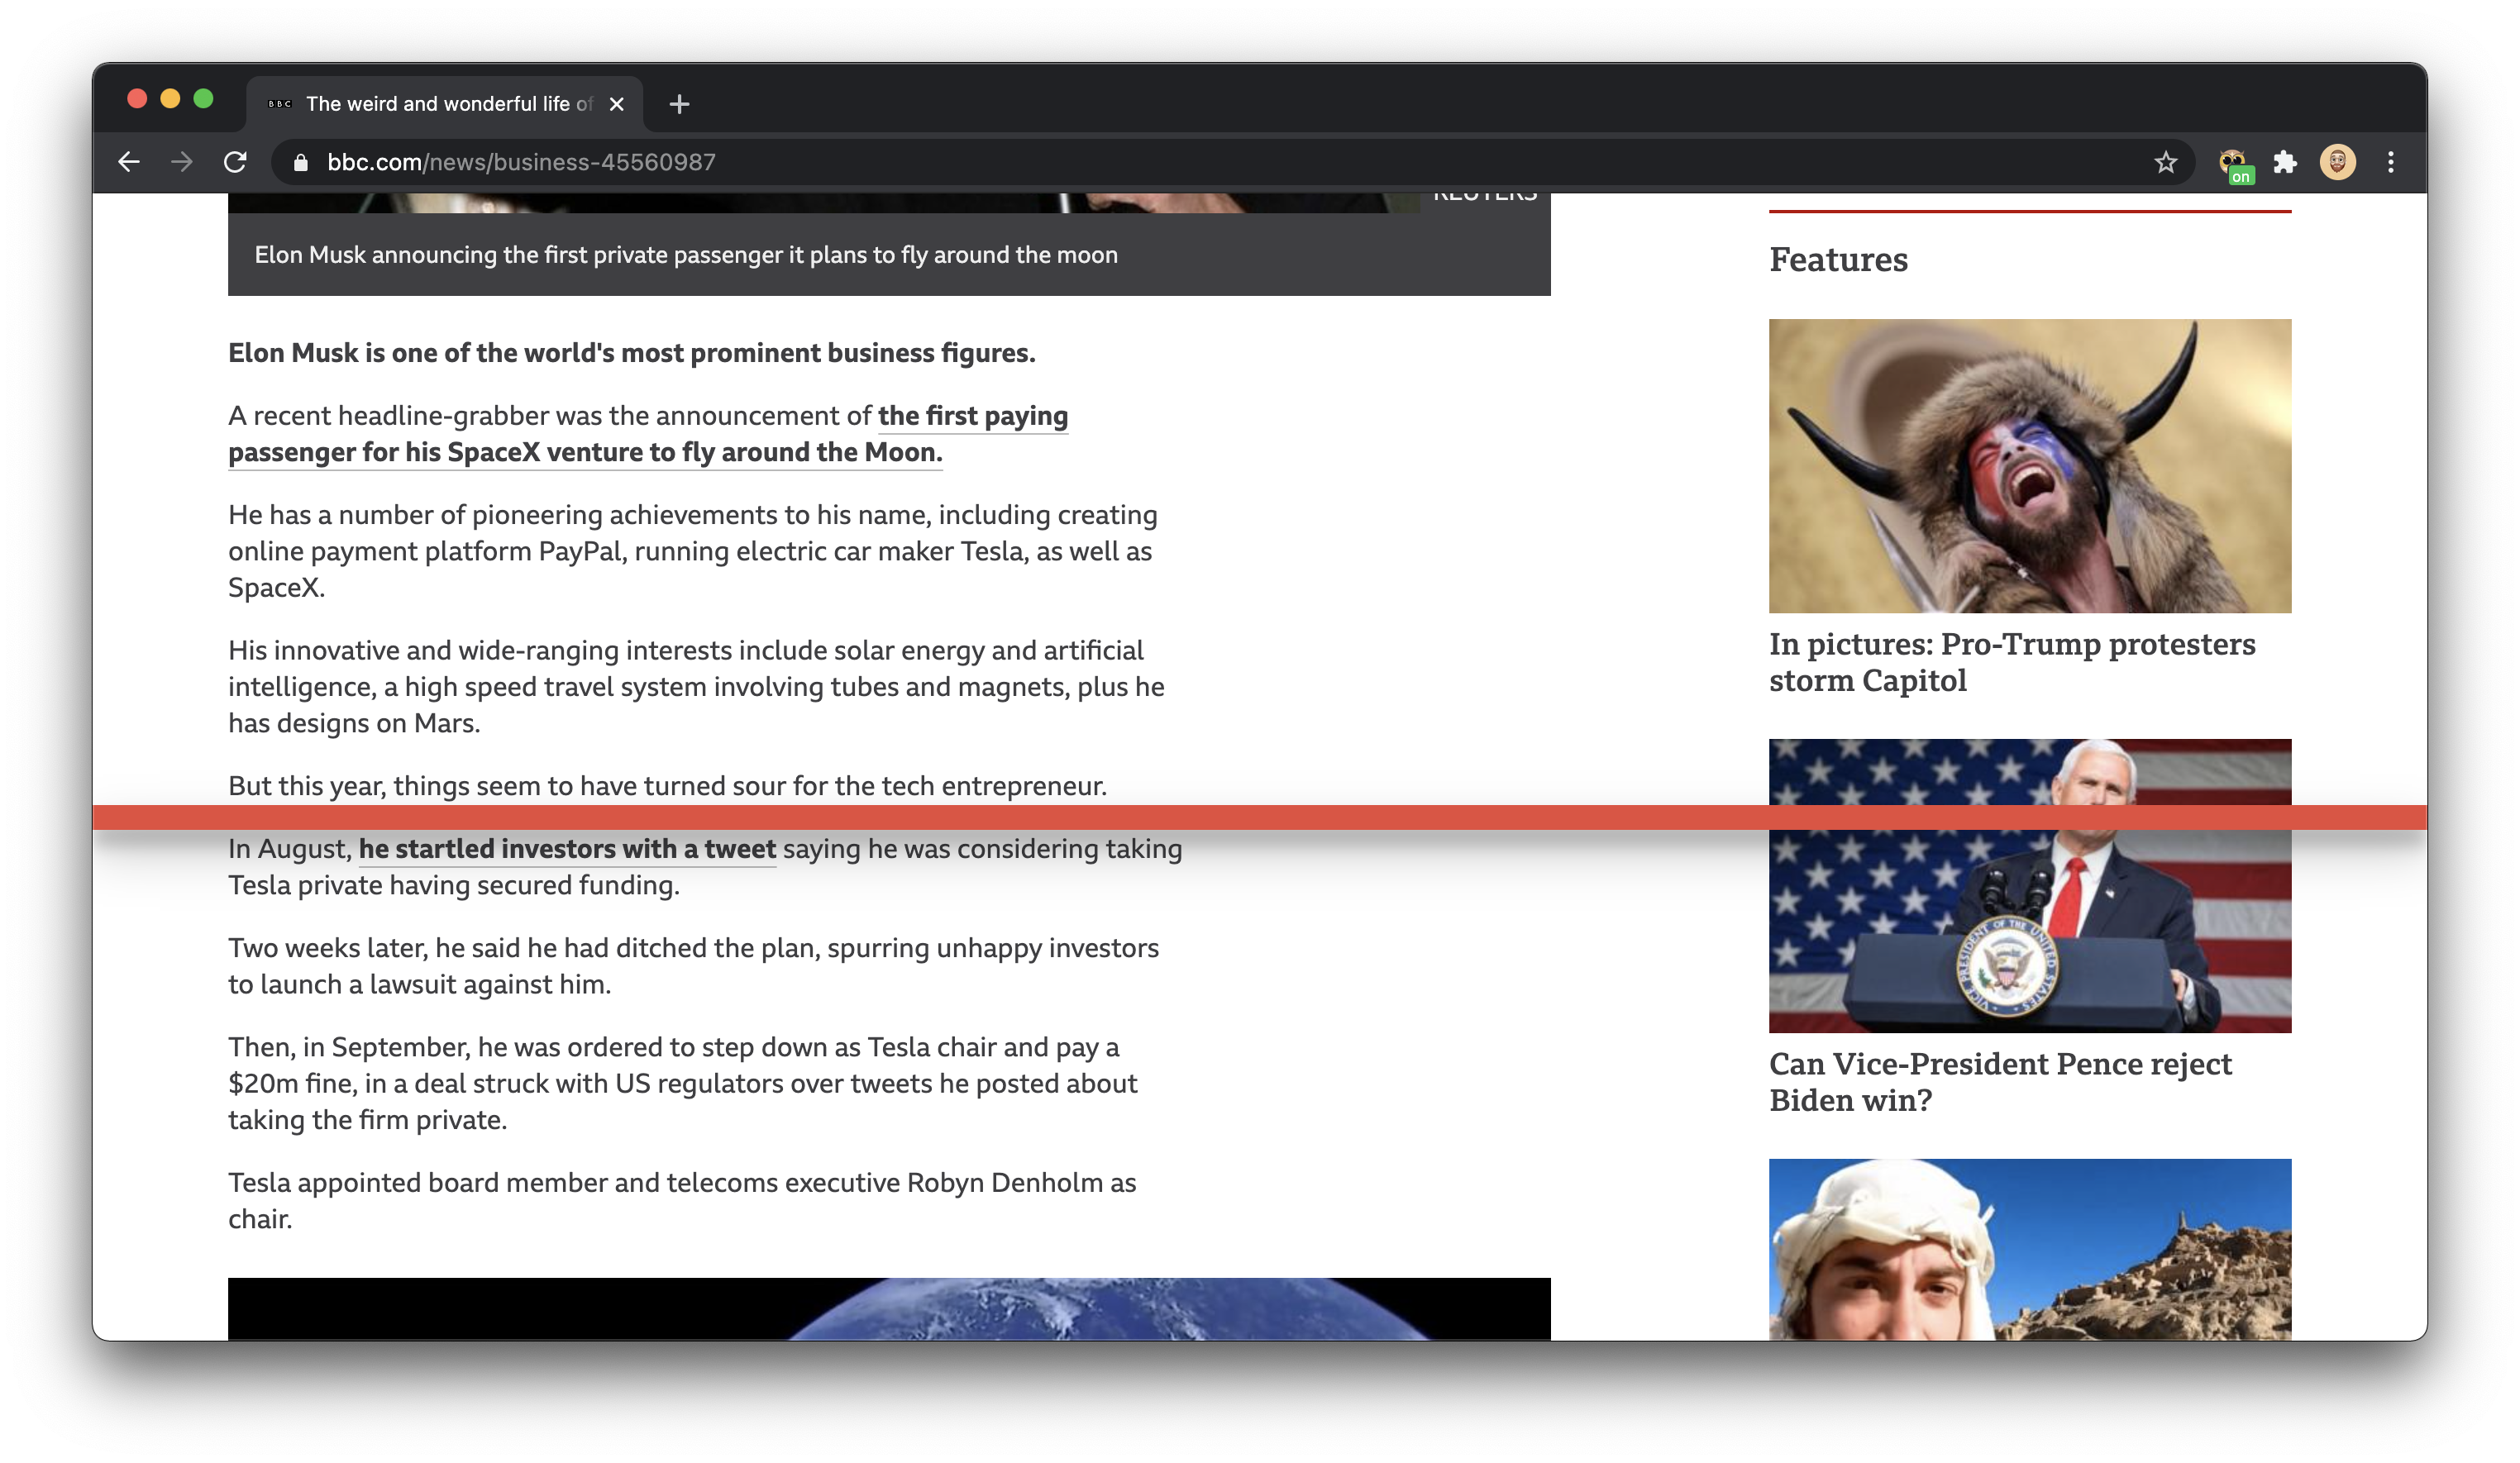 BBC The weird and wonderful life of
bbc.com/news/business-45560987
on
REUTERS
Elon Musk announcing the first private passenger it plans to fly around the moon
Elon Musk is one of the world's most prominent business figures.
A recent headline-grabber was the announcement of the first paying
passenger for his SpaceX venture to fly around the Moon.
He has a number of pioneering achievements to his name, including creating
online payment platform PayPal, running electric car maker Tesla, as well as
SpaceX.
His innovative and wide-ranging interests include solar energy and artificial
intelligence, a high speed travel system involving tubes and magnets, plus he
has designs on Mars.
But this year, things seem to have turned sour for the tech entrepreneur.
In August, he startled investors with a tweet saying he was considering taking
Tesla private having secured funding.
Two weeks later, he said he had ditched the plan, spurring unhappy investors
to launch a lawsuit against him.
Then, in September, he was ordered to step down as Tesla chair and pay a
$20m fine, in a deal struck with US regulators over tweets he posted about
taking the firm private.
Tesla appointed board member and telecoms executive Robyn Denholm as
chair.
Features
In pictures: Pro-Trump protesters
storm Capitol
VICE PRESIDENT OF THE UNITED STATES
Can Vice-President Pence reject
Biden win?